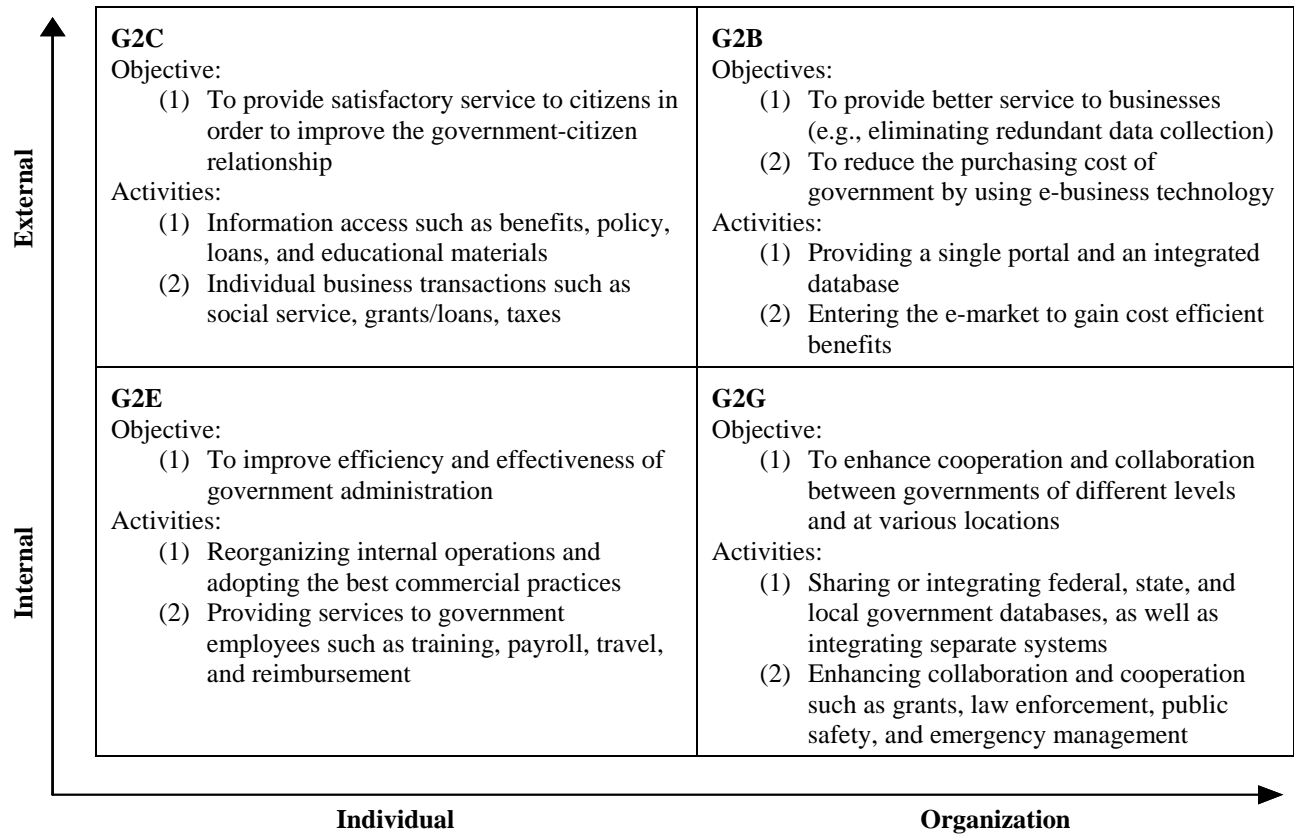 External
G2C
Objective:
(1) To provide satisfactory service to citizens in
order to improve the government-citizen
relationship
Activities:
(1) Information access such as benefits, policy,
loans, and educational materials
(2) Individual business transactions such as
social service, grants/loans, taxes
G2B
Objectives:
(1) To provide better service to businesses
(e.g., eliminating redundant data collection)
(2) To reduce the purchasing cost of
government by using e-business technology
Activities:
(1) Providing a single portal and an integrated
database
(2) Entering the e-market to gain cost efficient
benefits
Internal
G2E
Objective:
(1) To improve efficiency and effectiveness of
government administration
Activities:
(1) Reorganizing internal operations and
adopting the best commercial practices
(2) Providing services to government
employees such as training, payroll, travel,
and reimbursement
G2G
Objective:
(1) To enhance cooperation and collaboration
between governments of different levels
and at various locations
Activities:
(1) Sharing or integrating federal, state, and
local government databases, as well as
integrating separate systems
(2) Enhancing collaboration and cooperation
such as grants, law enforcement, public
safety, and emergency management
Individual
Organization